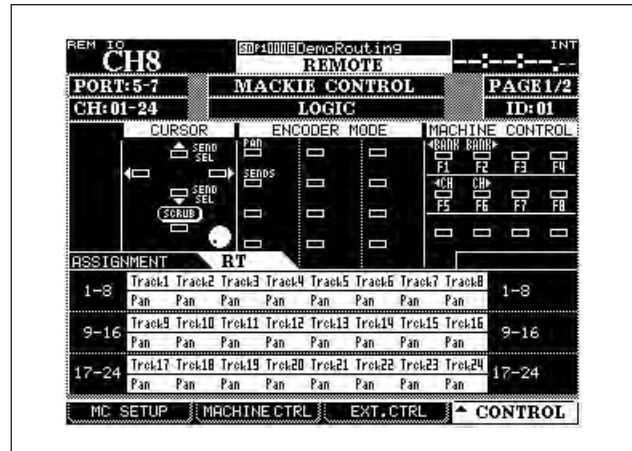 REM IO
CH8
DemoRouting
INT
REMOTE
--:--:--.--
PORT:5-7
MACKIE CONTROL
PAGE1/2
CH:01-24
LOGIC
ID:01
CURSOR
ENCODER MODE
MACHINE CONTROL
SEND SEL
PAN
◂BANK BANK▸
F1 F2 F3 F4
SENDS
SEND SEL
◂CH CH▸
F5 F6 F7 F8
SCRUB
ASSIGNMENT
RT
1-8
Track1 Track2 Track3 Track4 Track5 Track6 Track7 Track8
Pan Pan Pan Pan Pan Pan Pan Pan
1-8
9-16
Track9 Trck10 Trck11 Trck12 Trck13 Trck14 Trck15 Trck16
Pan Pan Pan Pan Pan Pan Pan Pan
9-16
17-24
Trck17 Trck18 Trck19 Trck20 Trck21 Trck22 Trck23 Trck24
Pan Pan Pan Pan Pan Pan Pan Pan
17-24
MC SETUP
MACHINE CTRL
EXT.CTRL
CONTROL